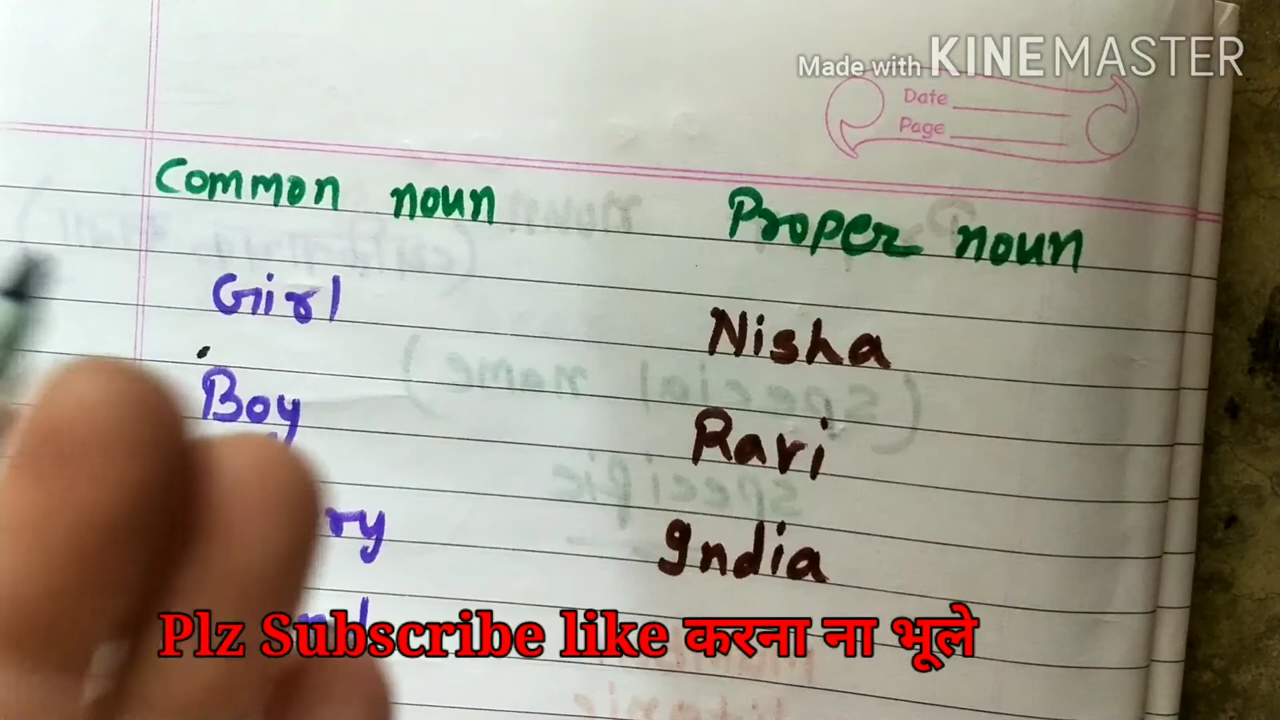 Made with KINEMASTER
Date
Page
Common noun Proper noun
Girl Nisha
Boy Ravi
India
Plz Subscribe like करना ना भूले